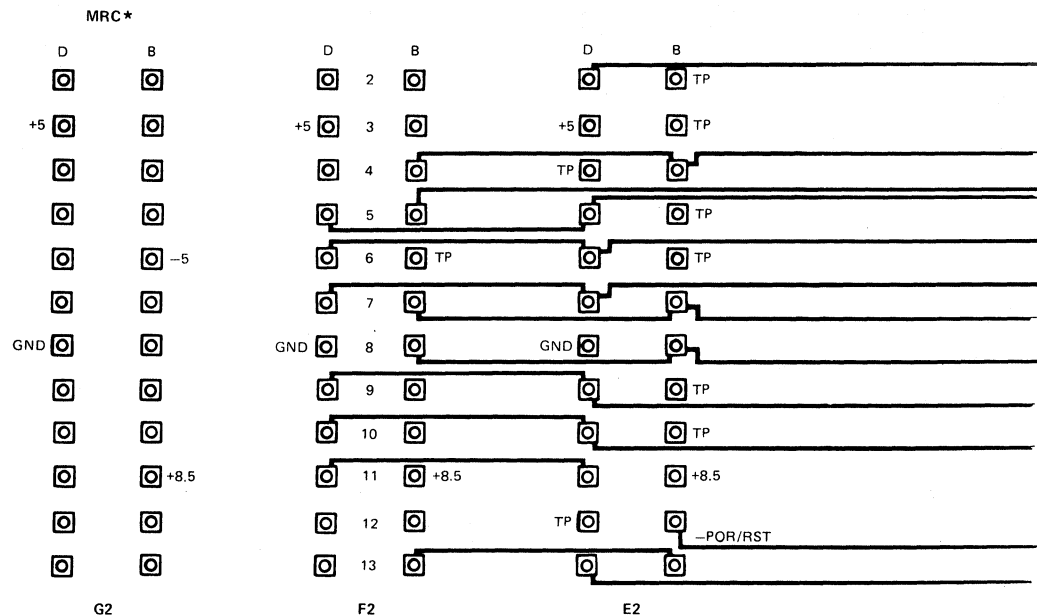 MRC*
D B D B D B
2 TP
+5 +5 3 +5 TP
4 TP
5 TP
−5 6 TP TP
7
GND GND 8 GND
9 TP
10 TP
+8.5 11 +8.5 +8.5
12 TP
−POR/RST
13
G2 F2 E2